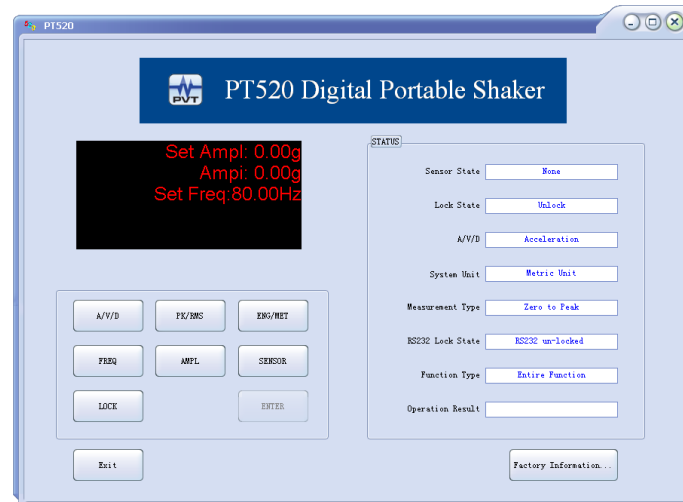 PT520
PVT
PT520 Digital Portable Shaker
Set Ampl: 0.00g
Ampi: 0.00g
Set Freq:80.00Hz
STATUS
Sensor State None
Lock State Unlock
A/V/D Acceleration
System Unit Metric Unit
Measurement Type Zero to Peak
RS232 Lock State RS232 un-locked
Function Type Entire Function
Operation Result
A/V/D PK/RMS ENG/MET
FREQ AMPL SENSOR
LOCK ENTER
Exit
Factory Information...